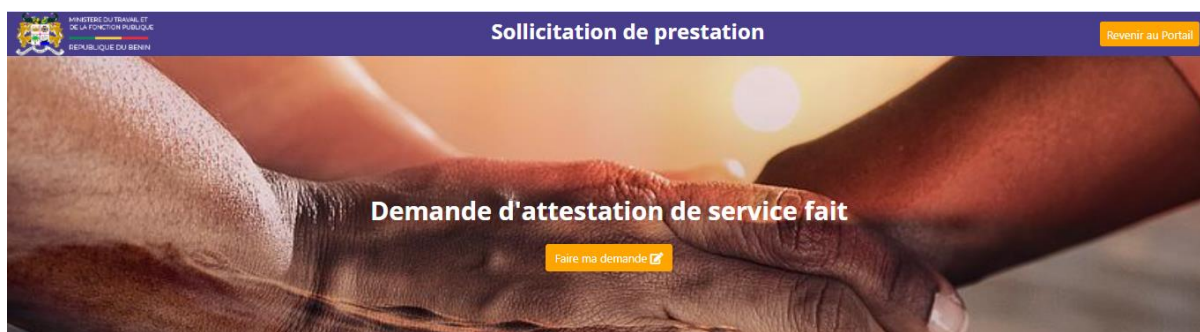 MINISTERE DU TRAVAIL ET
DE LA FONCTION PUBLIQUE
REPUBLIQUE DU BENIN
Sollicitation de prestation
Revenir au Portail
Demande d'attestation de service fait
Faire ma demande